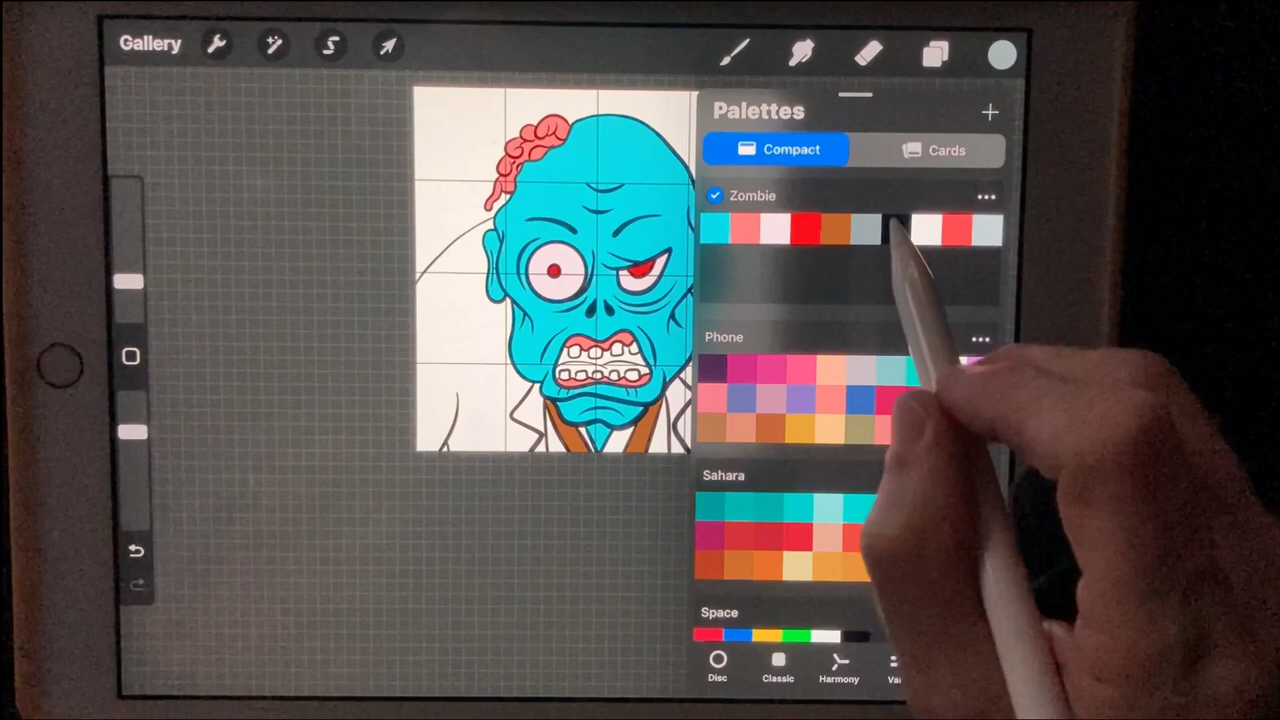 Gallery
Palettes
Compact
Cards
Zombie
Phone
Sahara
Space
Disc
Classic
Harmony